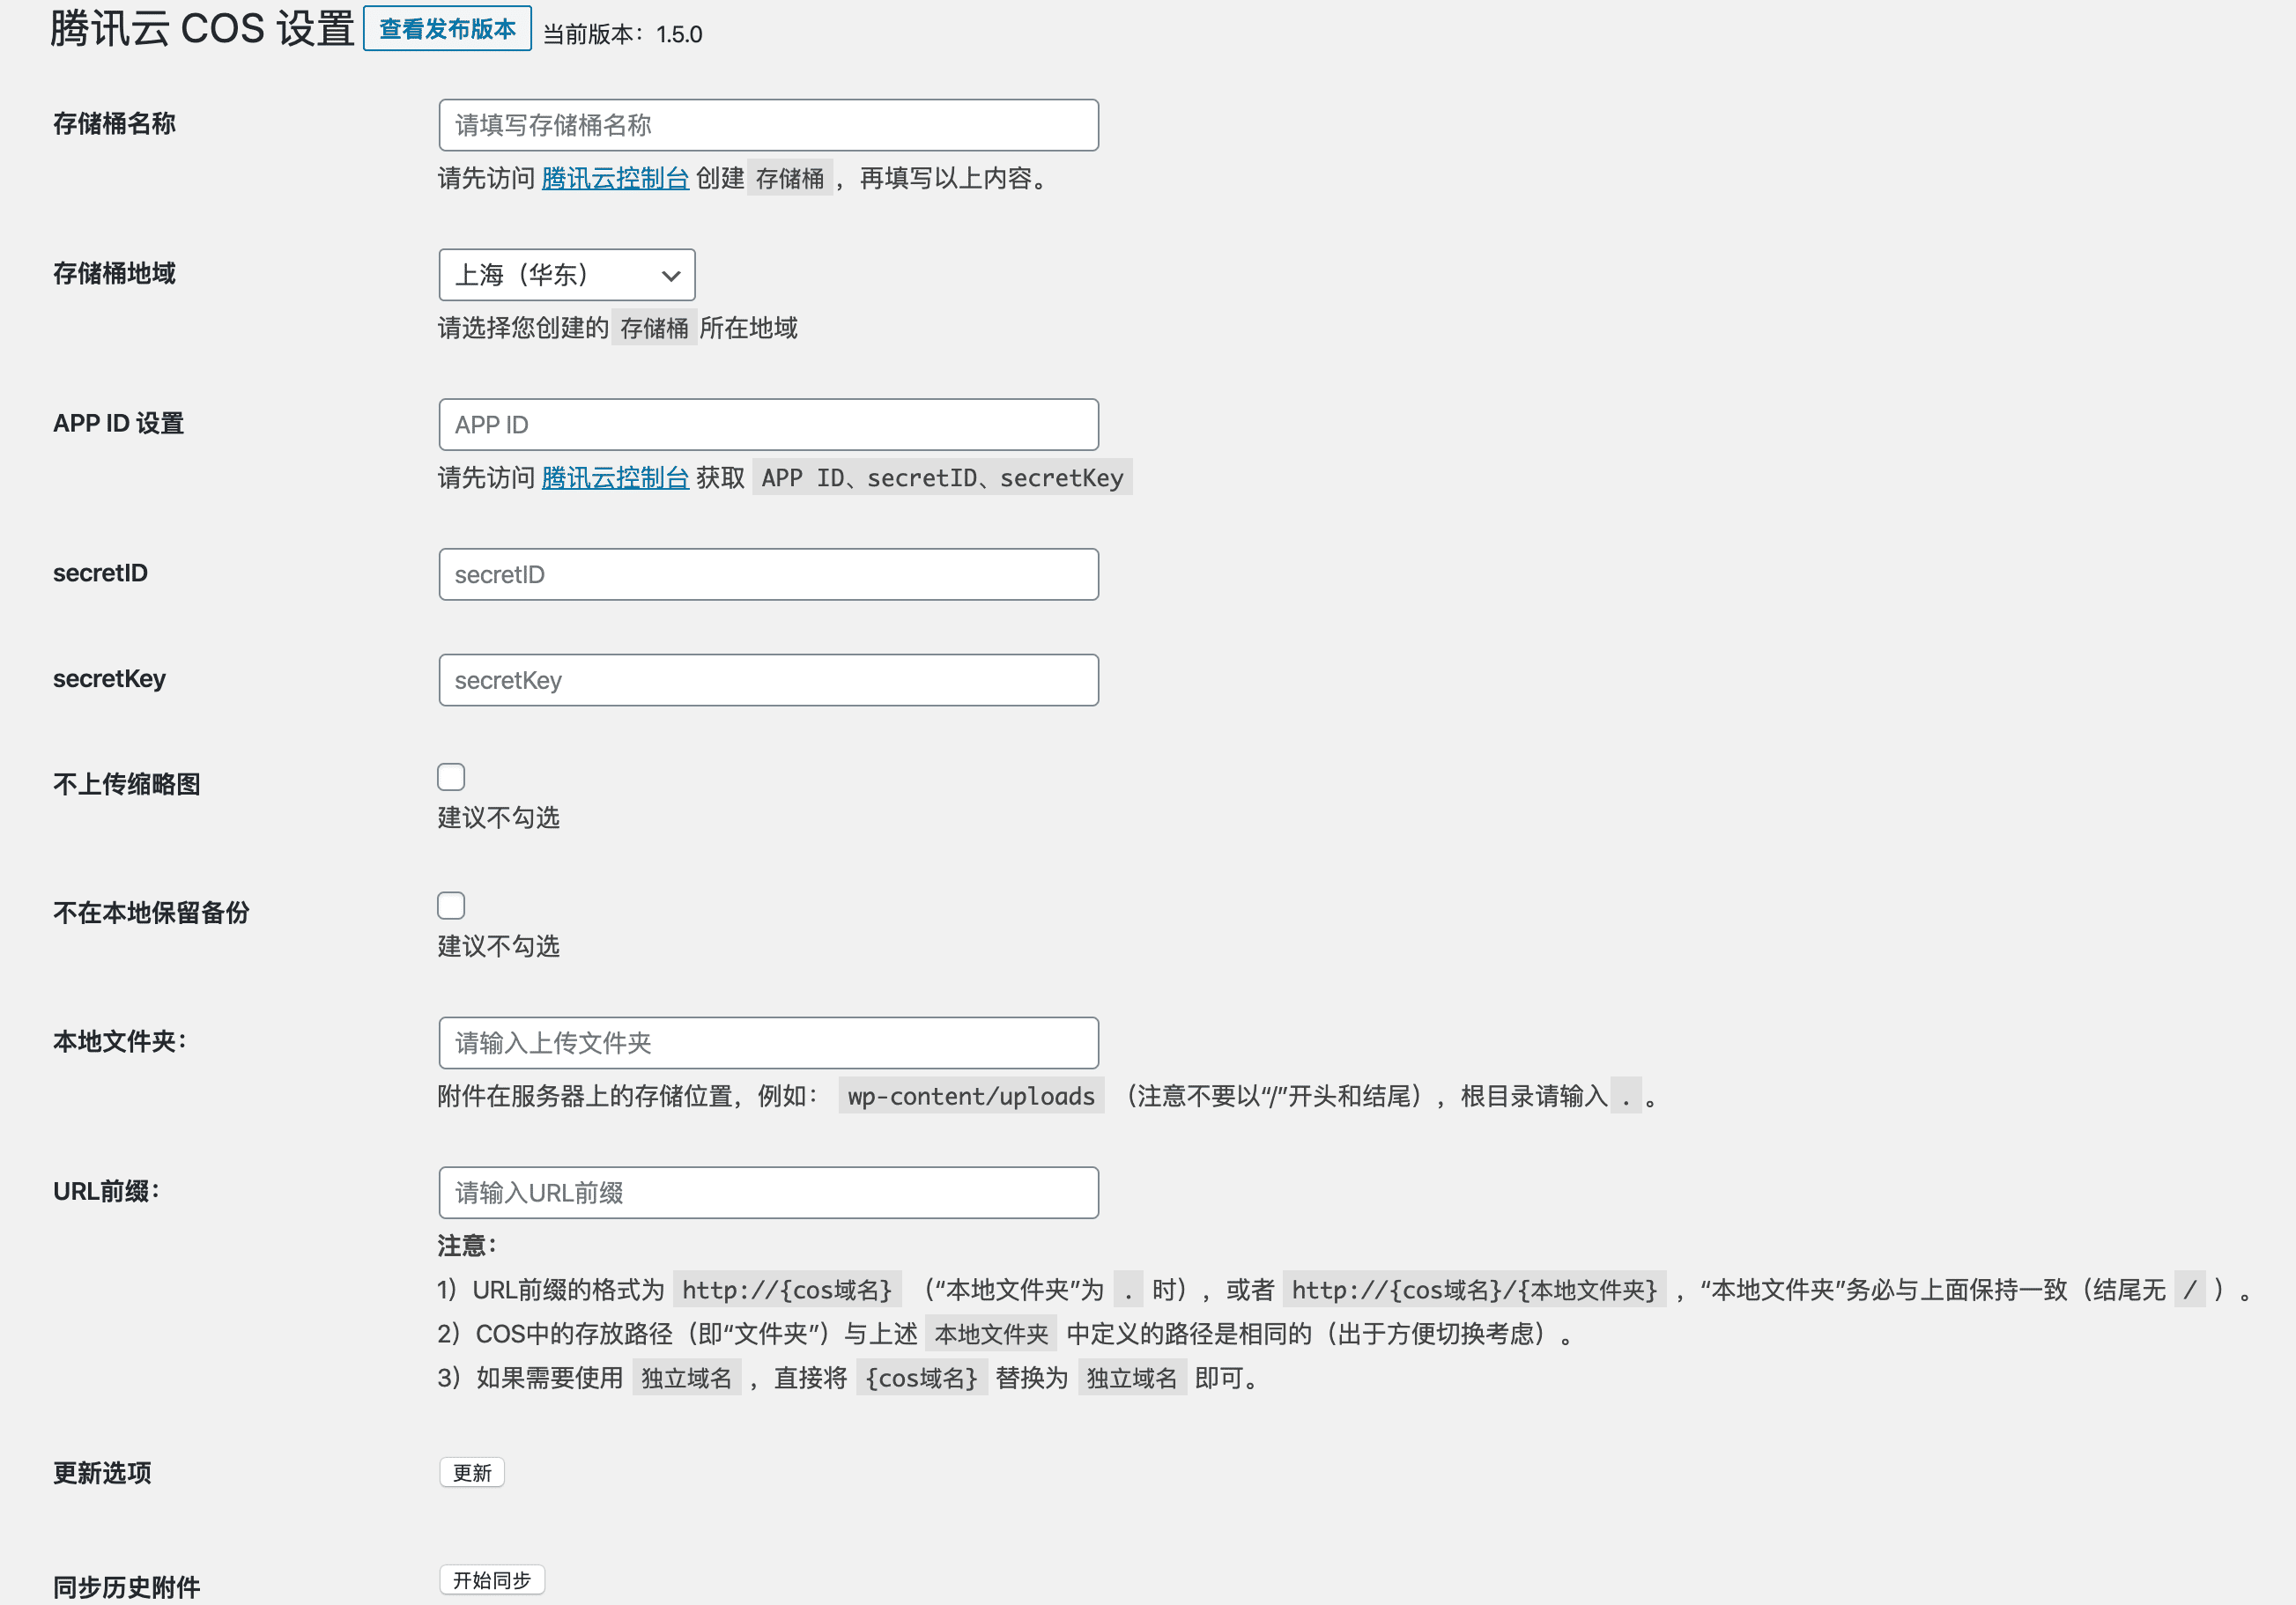 腾讯云 COS 设置 查看发布版本 当前版本：1.5.0
存储桶名称 请填写存储桶名称
请先访问 腾讯云控制台 创建 存储桶 ，再填写以上内容。
存储桶地域 上海（华东）
请选择您创建的 存储桶 所在地域
APP ID 设置 APP ID
请先访问 腾讯云控制台 获取 APP ID、secretID、secretKey
secretID secretID
secretKey secretKey
不上传缩略图
建议不勾选
不在本地保留备份
建议不勾选
本地文件夹： 请输入上传文件夹
附件在服务器上的存储位置，例如： wp-content/uploads （注意不要以“/”开头和结尾），根目录请输入 . 。
URL前缀： 请输入URL前缀
注意：
1）URL前缀的格式为 http://{cos域名} （“本地文件夹”为 . 时），或者 http://{cos域名}/{本地文件夹} ，“本地文件夹”务必与上面保持一致（结尾无 / ）。
2）COS中的存放路径（即“文件夹”）与上述 本地文件夹 中定义的路径是相同的（出于方便切换考虑）。
3）如果需要使用 独立域名 ，直接将 {cos域名} 替换为 独立域名 即可。
更新选项 更新
同步历史附件 开始同步